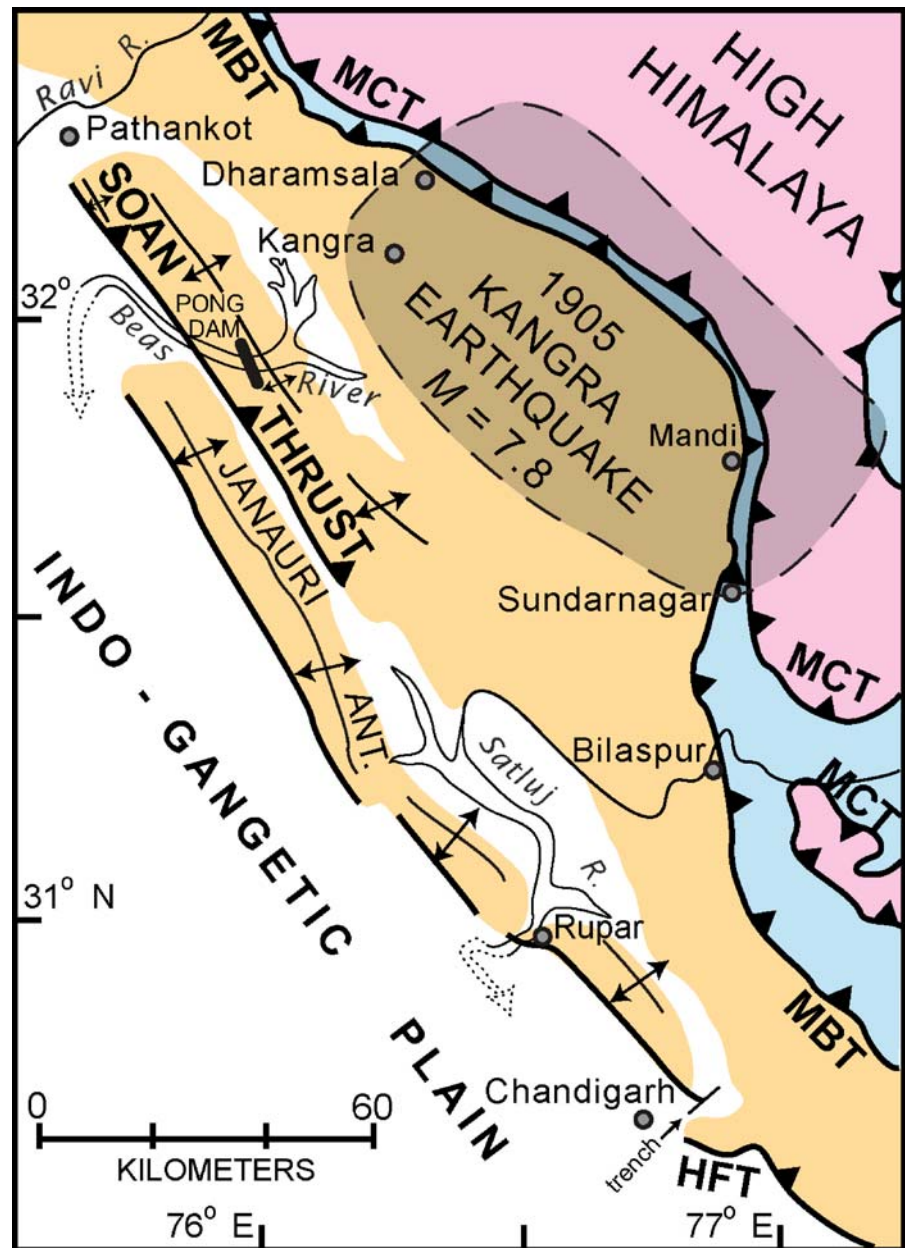 MBT
MCT
HIGH
HIMALAYA
Ravi R.
Pathankot
Dharamsala
SOAN
THRUST
Kangra
32°
PONG
DAM
Beas
River
1905
KANGRA
EARTHQUAKE
M = 7.8
Mandi
JANAURI
ANT.
Sundarnagar
MCT
INDO - GANGETIC
PLAIN
Satluj
R.
Bilaspur
MCT
31° N
Rupar
MBT
Chandigarh
trench
HFT
0 60
KILOMETERS
76° E 77° E